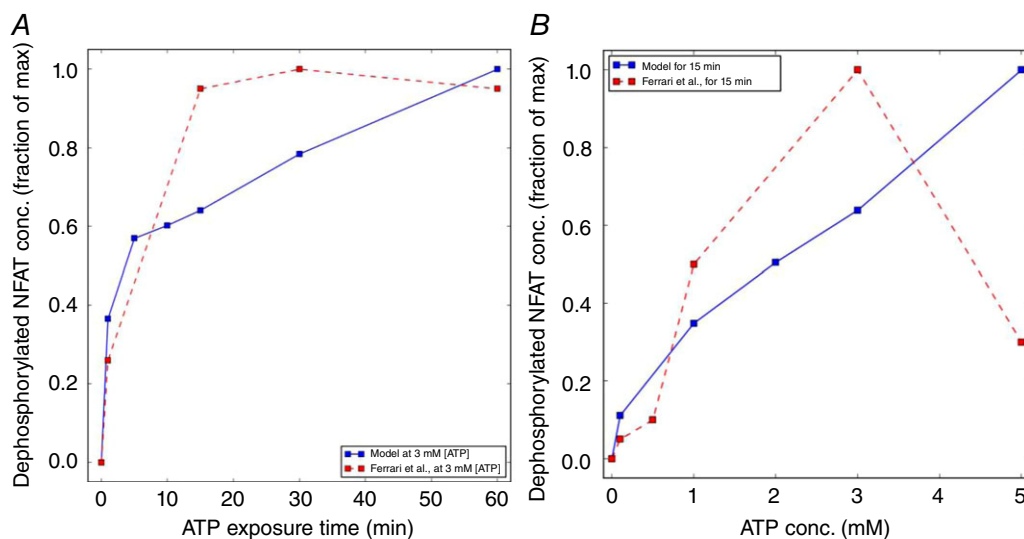 A
Dephosphorylated NFAT conc. (fraction of max)
1.0
0.8
0.6
0.4
0.2
0.0
Model at 3 mM [ATP]
Ferrari et al., at 3 mM [ATP]
0 10 20 30 40 50 60
ATP exposure time (min)
B
Dephosphorylated NFAT conc. (fraction of max)
1.0
0.8
0.6
0.4
0.2
0.0
Model for 15 min
Ferrari et al., for 15 min
0 1 2 3 4 5
ATP conc. (mM)